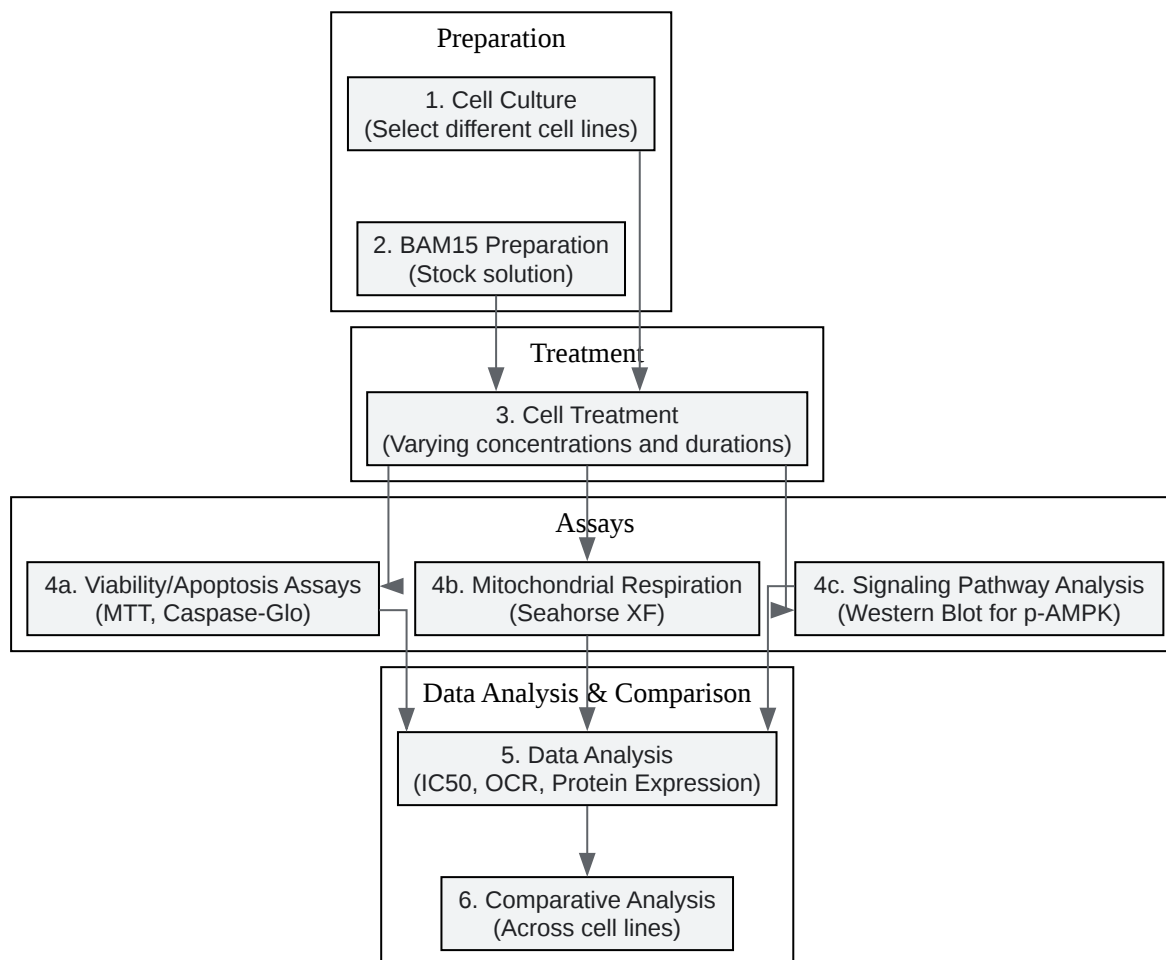 Preparation
1. Cell Culture
(Select different cell lines)
2. BAM15 Preparation
(Stock solution)
Treatment
3. Cell Treatment
(Varying concentrations and durations)
Assays
4a. Viability/Apoptosis Assays
(MTT, Caspase-Glo)
4b. Mitochondrial Respiration
(Seahorse XF)
4c. Signaling Pathway Analysis
(Western Blot for p-AMPK)
Data Analysis & Comparison
5. Data Analysis
(IC50, OCR, Protein Expression)
6. Comparative Analysis
(Across cell lines)